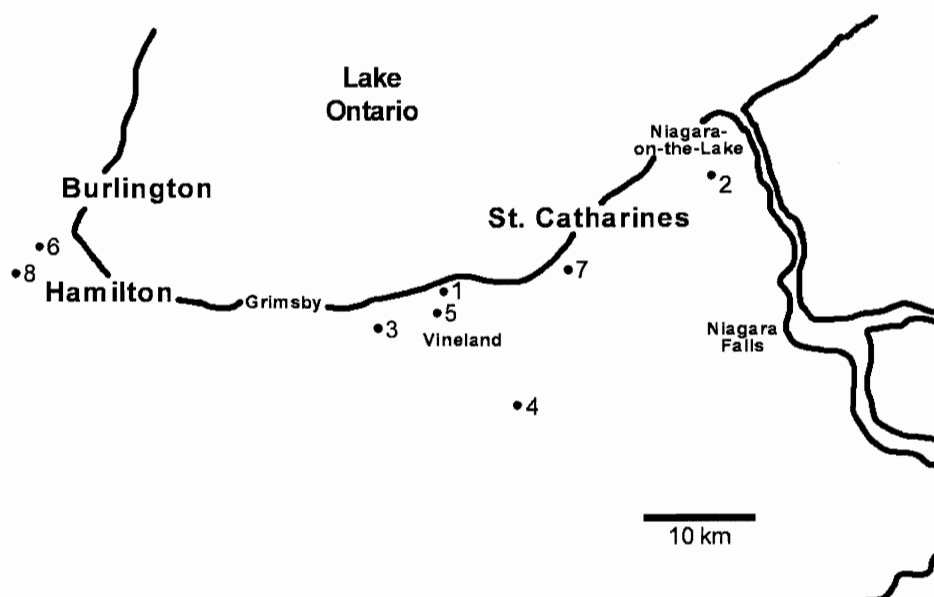 Lake
Ontario
Niagara-
on-the-Lake
2
Burlington
St. Catharines
6
8
7
Hamilton
Grimsby
1
5
3
Vineland
Niagara
Falls
4
10 km